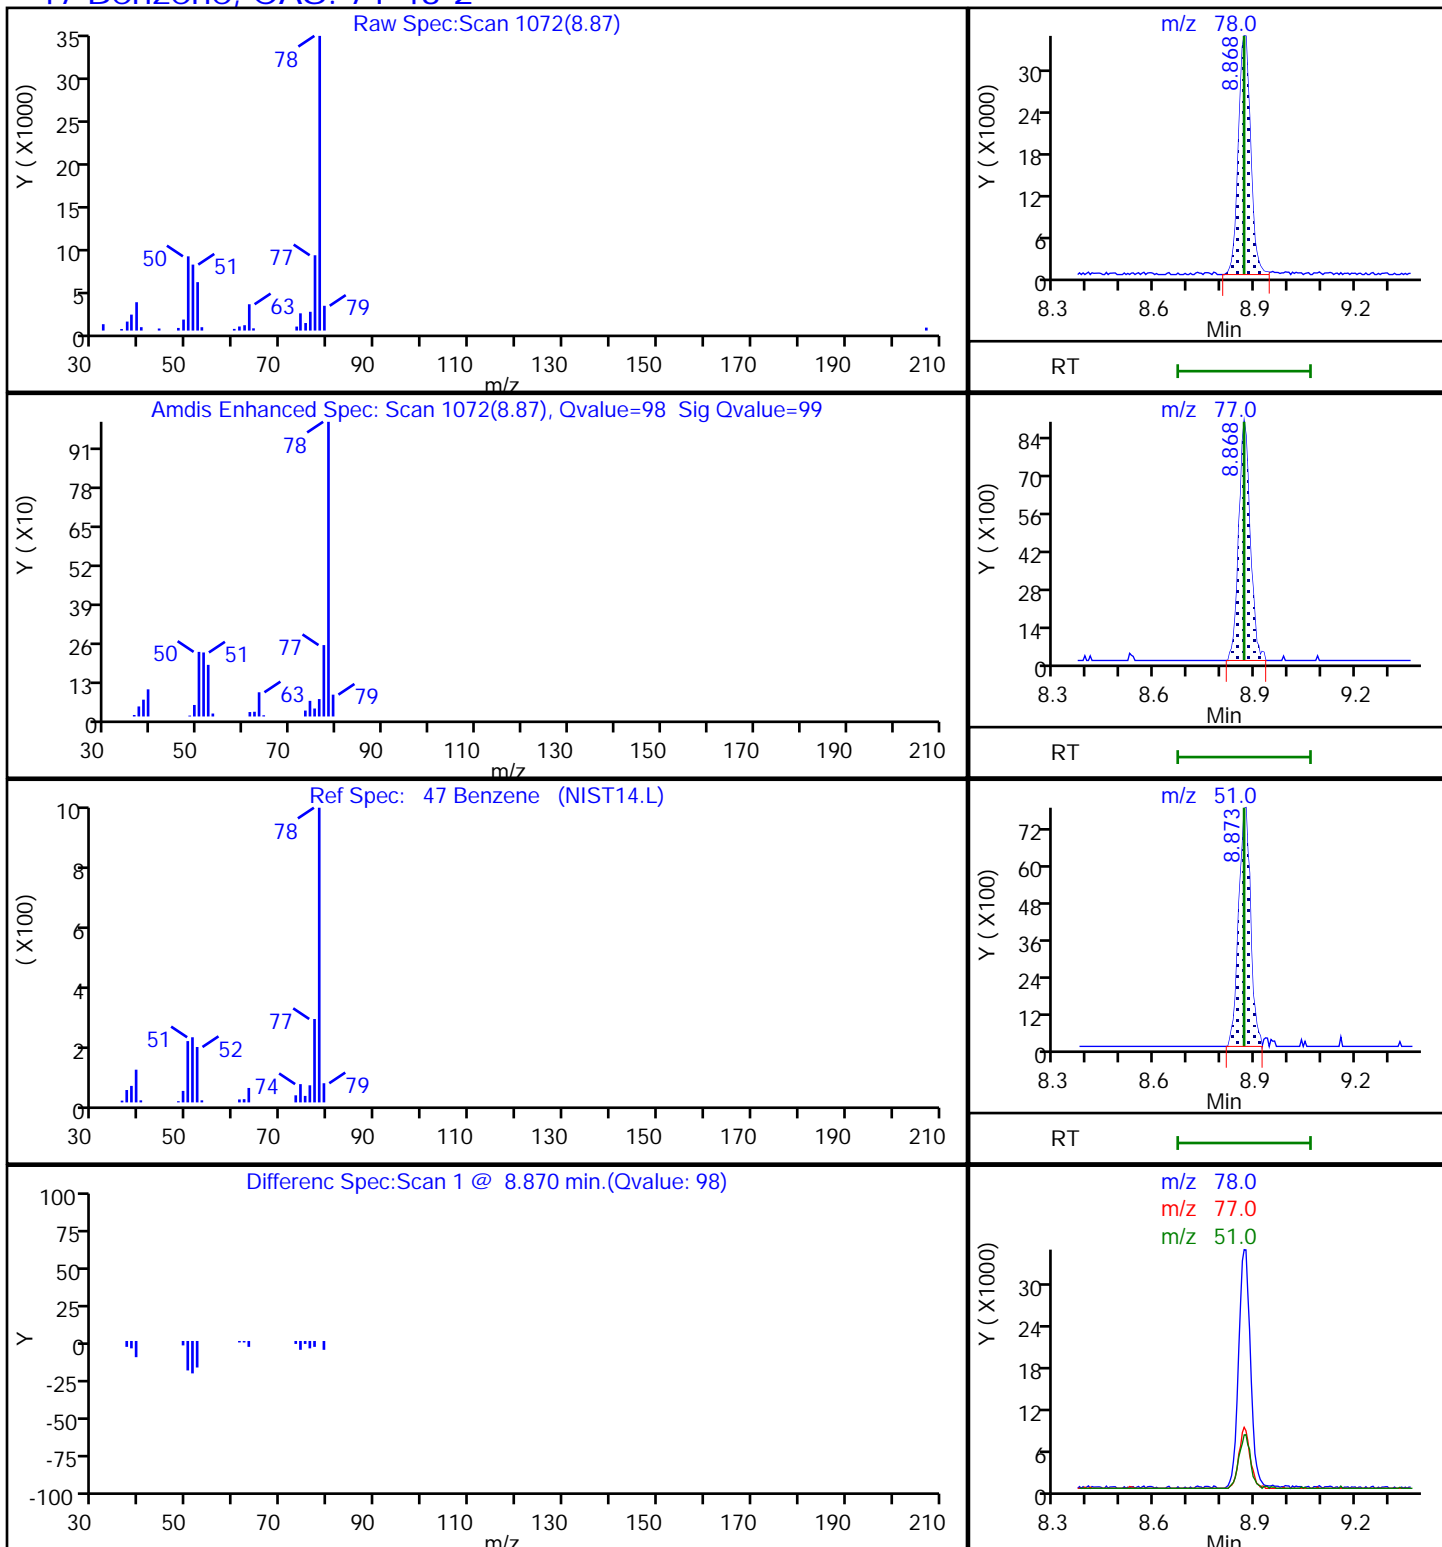 Raw Spec:Scan 1072(8.87)
35
30
25
20
15
10
5
0
Y ( X1000)
78
50
51
77
63
79
30 50 70 90 110 130 150 170 190 210
m/z
m/z 78.0
8.868
30
24
18
12
6
0
Y ( X1000)
8.3 8.6 8.9 9.2
Min
RT
Amdis Enhanced Spec: Scan 1072(8.87), Qvalue=98 Sig Qvalue=99
91
78
65
52
39
26
13
0
Y ( X10)
78
50
51
77
63
79
30 50 70 90 110 130 150 170 190 210
m/z
m/z 77.0
8.868
84
70
56
42
28
14
0
Y ( X100)
8.3 8.6 8.9 9.2
Min
RT
Ref Spec: 47 Benzene (NIST14.L)
10
8
6
4
2
0
( X100)
78
51
52
77
74
79
30 50 70 90 110 130 150 170 190 210
m/z 51.0
8.873
72
60
48
36
24
12
0
Y ( X100)
8.3 8.6 8.9 9.2
Min
RT
Differenc Spec:Scan 1 @ 8.870 min.(Qvalue: 98)
100
75
50
25
0
-25
-50
-75
-100
Y
30 50 70 90 110 130 150 170 190 210
m/z
m/z 78.0
m/z 77.0
m/z 51.0
30
24
18
12
6
0
Y ( X1000)
8.3 8.6 8.9 9.2
Min